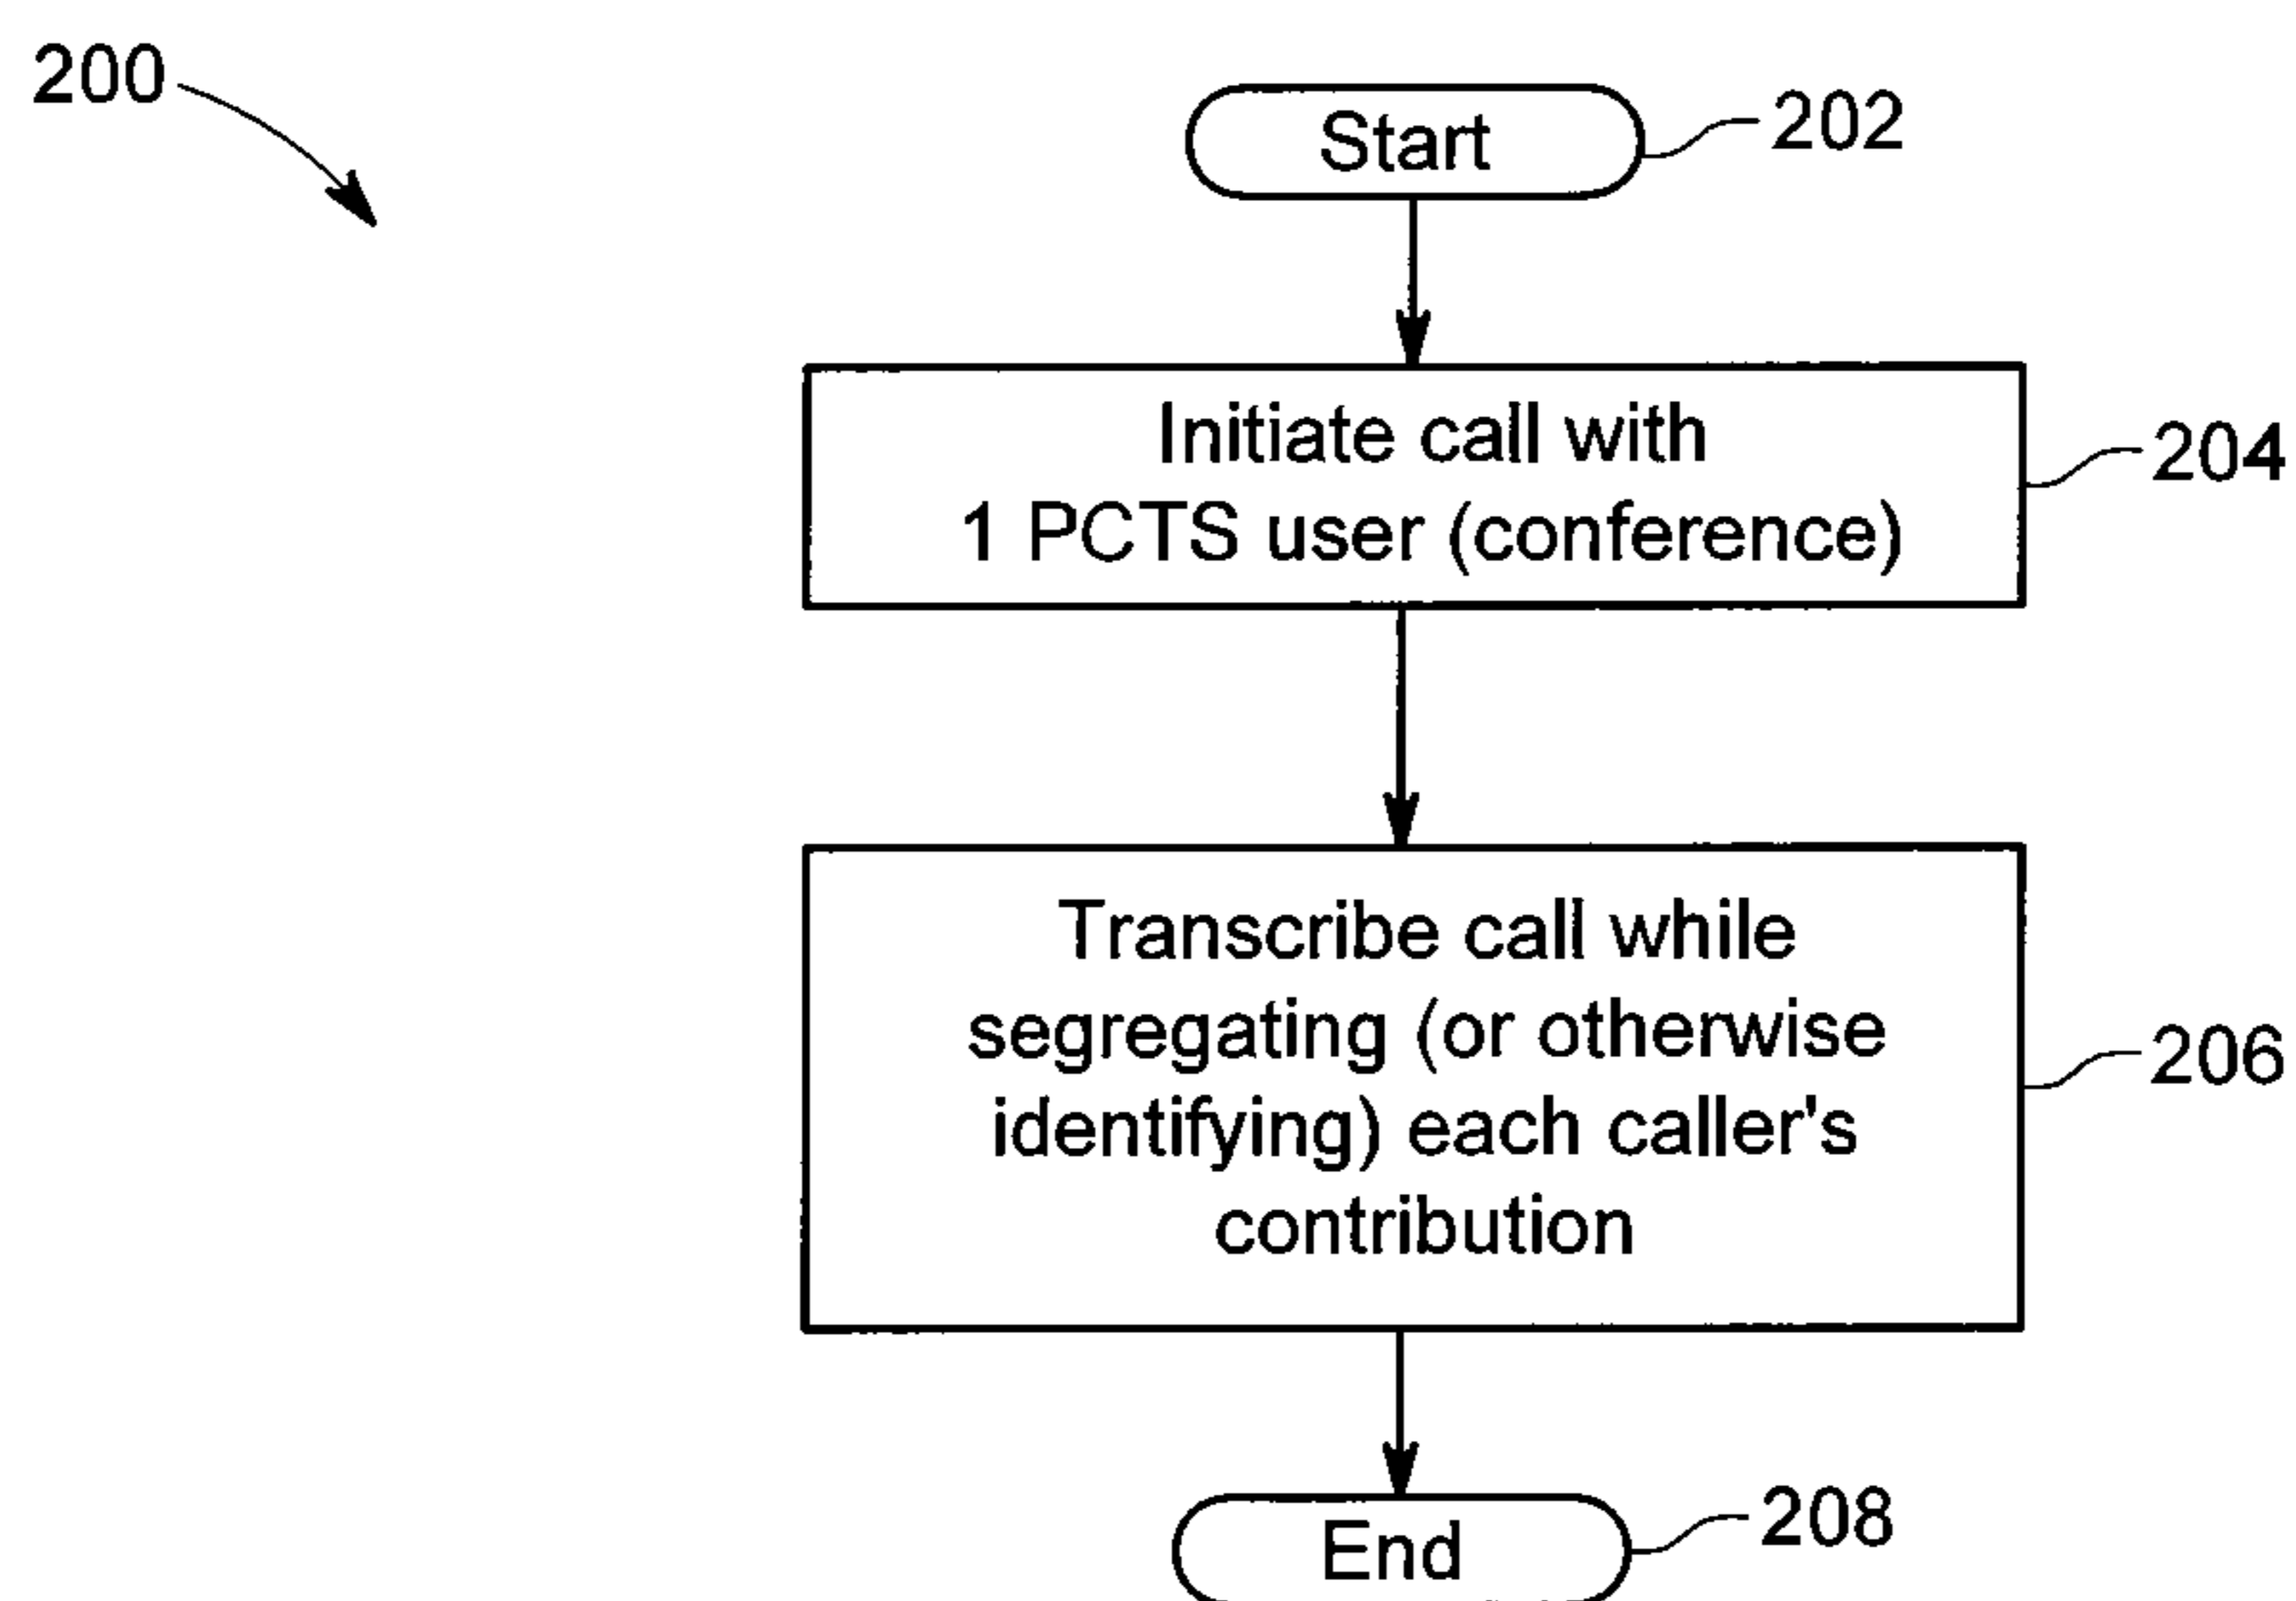 200
Start
202
Initiate call with
1 PCTS user (conference)
204
Transcribe call while
segregating (or otherwise
identifying) each caller's
contribution
206
End
208